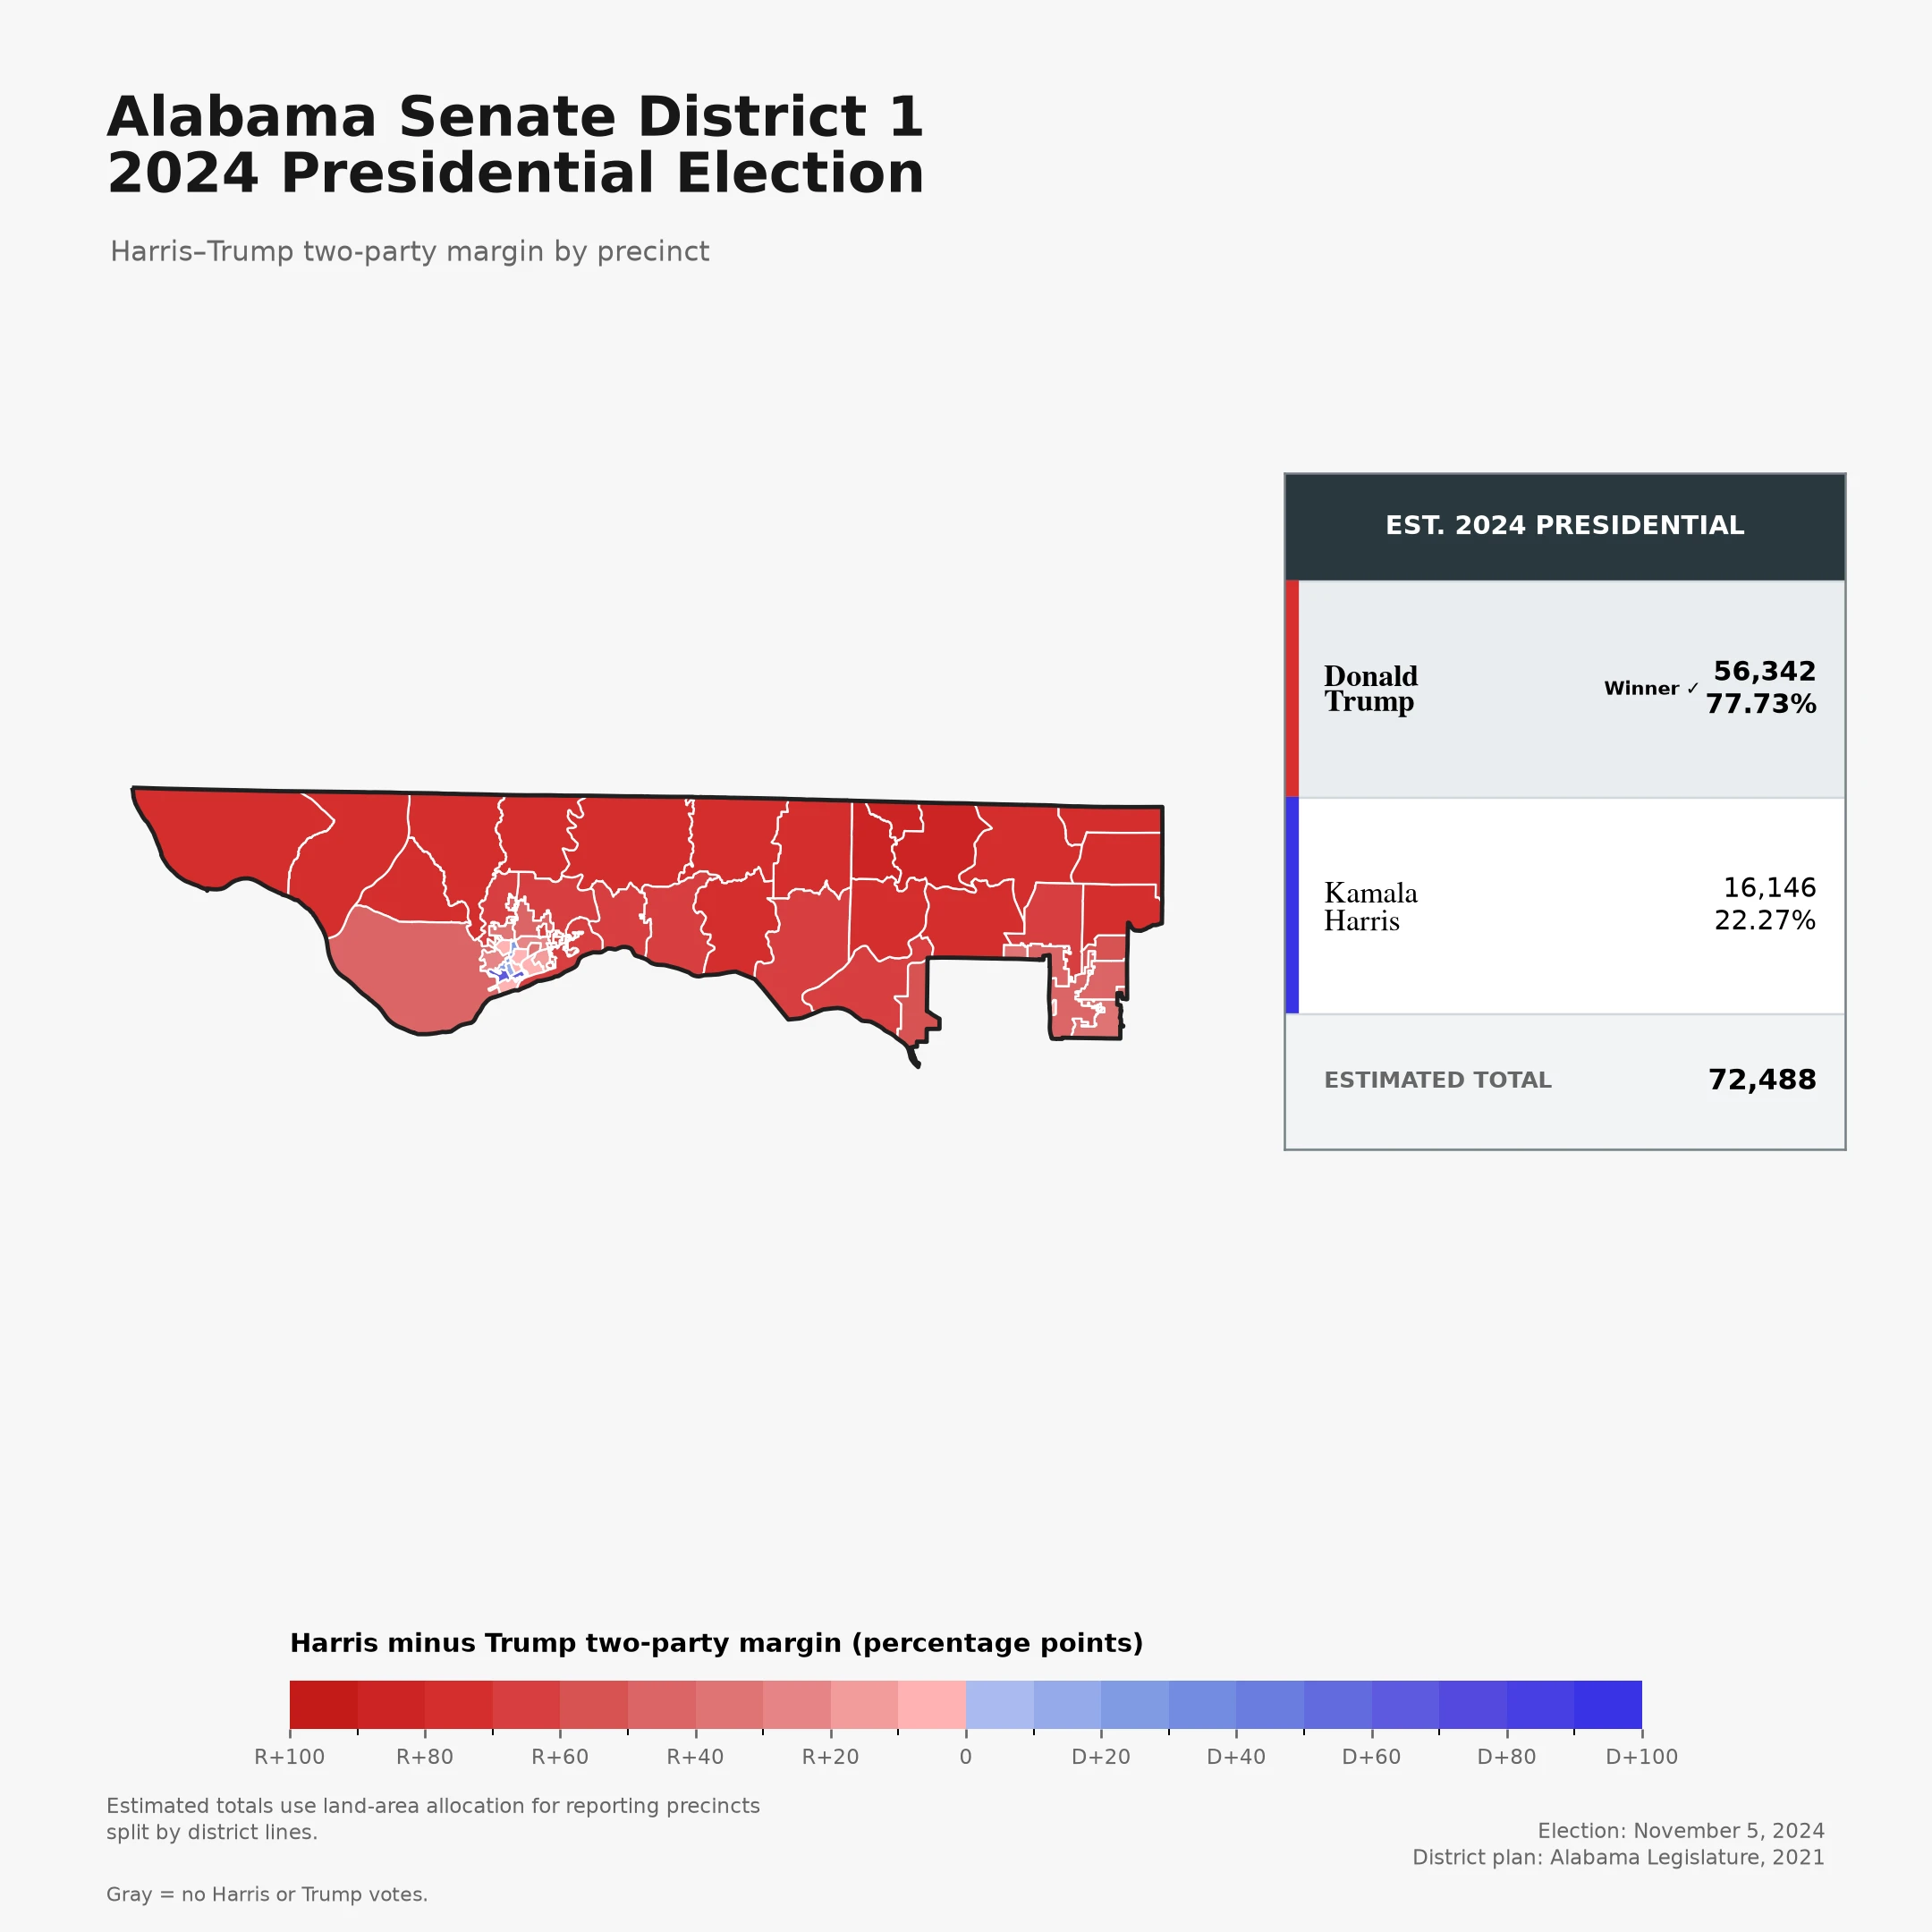 Alabama Senate District 1
2024 Presidential Election
Harris–Trump two-party margin by precinct
EST. 2024 PRESIDENTIAL
Donald
Trump
Winner ✓
56,342
77.73%
Kamala
Harris
16,146
22.27%
ESTIMATED TOTAL
72,488
Harris minus Trump two-party margin (percentage points)
R+100 R+80 R+60 R+40 R+20 0 D+20 D+40 D+60 D+80 D+100
Estimated totals use land-area allocation for reporting precincts
split by district lines.
Election: November 5, 2024
District plan: Alabama Legislature, 2021
Gray = no Harris or Trump votes.